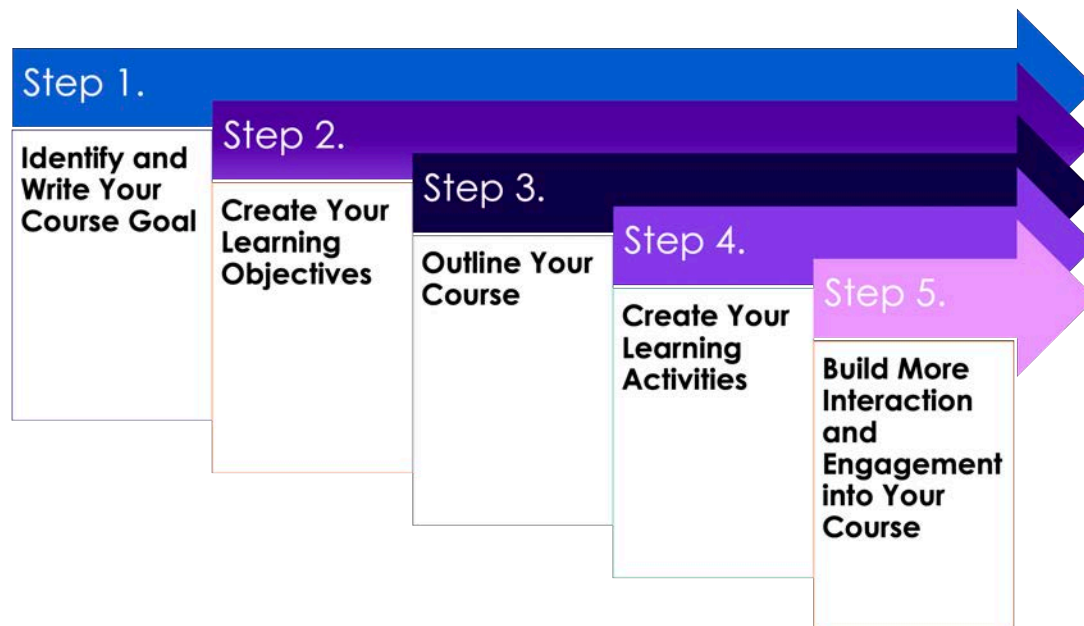 Step 1.
Identify and
Write Your
Course Goal
Step 2.
Create Your
Learning
Objectives
Step 3.
Outline Your
Course
Step 4.
Create Your
Learning
Activities
Step 5.
Build More
Interaction
and
Engagement
into Your
Course